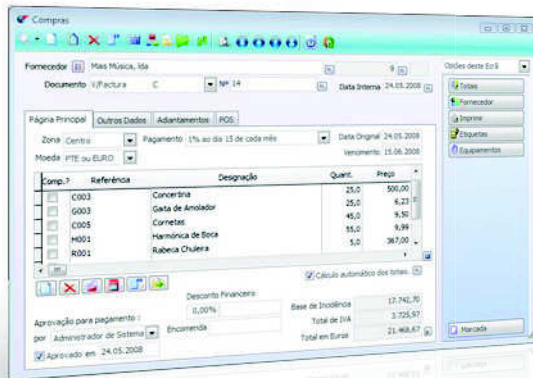 Compras
Fornecedor Mais Música, lda 9
Documento V/Factura C Nº 14 Data Interna 24.05.2008
Página Principal Outros Dados Adiantamentos POS
Zona Centro Pagamento 1% ao dia 15 de cada mês Data Original 24.05.2008
Moeda PTE ou EURO Vencimento 15.06.2008
Comp.? Referência Designação Quant. Preço
C003 Concertina 25,0 500,00
G003 Gaita de Amolador 25,0 6,23
C005 Cornetas 45,0 9,50
M001 Harmónica de Boca 55,0 9,99
R001 Rabeca Chuleira 5,0 367,00
Cálculo automático dos totais.
Aprovação para pagamento :
por Administrador de Sistema
Aprovado em 24.05.2008
Desconto Financeiro
0,00%
Encomenda
Base de Incidência 17.742,70
Total de IVA 3.725,97
Total em Euros 21.468,67
Opções deste Ecrã
Totais
Fornecedor
Imprimir
Etiquetas
Equipamentos
Marcada